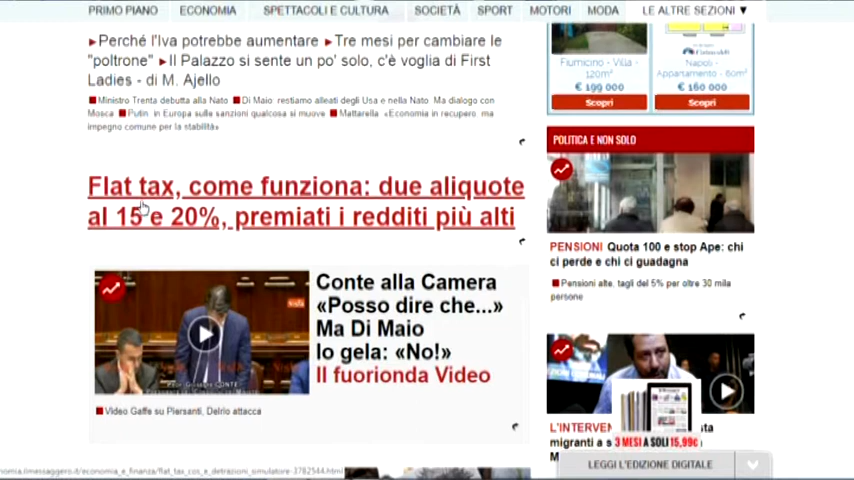 PRIMO PIANO ECONOMIA SPETTACOLI E CULTURA SOCIETÀ SPORT MOTORI MODA LE ALTRE SEZIONI ▼
▸Perché l'Iva potrebbe aumentare ▸Tre mesi per cambiare le
"poltrone" ▸Il Palazzo si sente un po' solo, c'è voglia di First
Ladies - di M. Ajello
Ministro Trenta debutta alla Nato Di Maio: restiamo alleati degli Usa e nella Nato. Ma dialogo con
Mosca Putin: in Europa sulle sanzioni qualcosa si muove Mattarella: «Economia in recupero, ma
impegno comune per la stabilità»
Flat tax, come funziona: due aliquote
al 15 e 20%, premiati i redditi più alti
Conte alla Camera
«Posso dire che...»
Ma Di Maio
lo gela: «No!»
Il fuorionda Video
Video Gaffe su Piersanti, Delrio attacca
Fiumicino - Villa -
120m²
€ 199 000
Scopri
Napoli -
Appartamento - 60m²
€ 160 000
Scopri
POLITICA E NON SOLO
PENSIONI Quota 100 e stop Ape: chi
ci perde e chi ci guadagna
Pensioni alte, tagli del 5% per oltre 30 mila
persone
L'INTERVEN
migranti a s
3 MESI A SOLI 15,99€
LEGGI L'EDIZIONE DIGITALE
economia_e_finanza/flat_tax_cos_e_detrazioni_simulatore-3782544.html